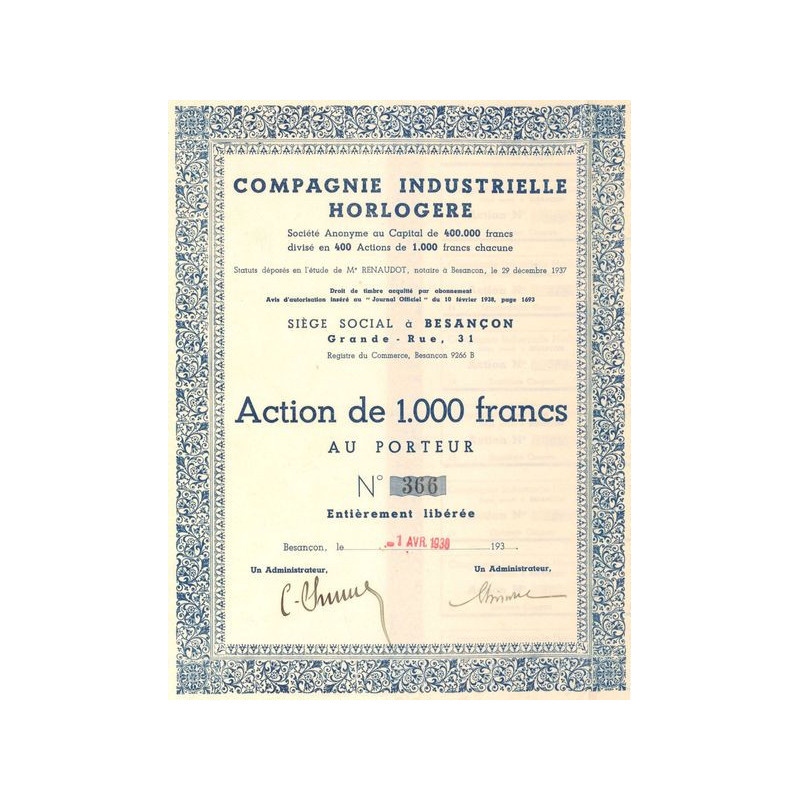 COMPAGNIE INDUSTRIELLE
HORLOGERE
Société Anonyme au Capital de 400.000 francs
divisé en 400 Actions de 1.000 francs chacune
Statuts déposés en l'étude de Mᵉ RENAUDOT, notaire à Besançon, le 29 décembre 1937
Droit de timbre acquitté par abonnement
Avis d'autorisation inséré au "Journal Officiel" du 10 février 1938, page 1693
SIÈGE SOCIAL à BESANÇON
Grande - Rue, 31
Registre du Commerce, Besançon 9266 B
Action de 1.000 francs
AU PORTEUR
N° 366
Entièrement libérée
Besançon, le 1 AVR. 1938 193
Un Administrateur, Un Administrateur,